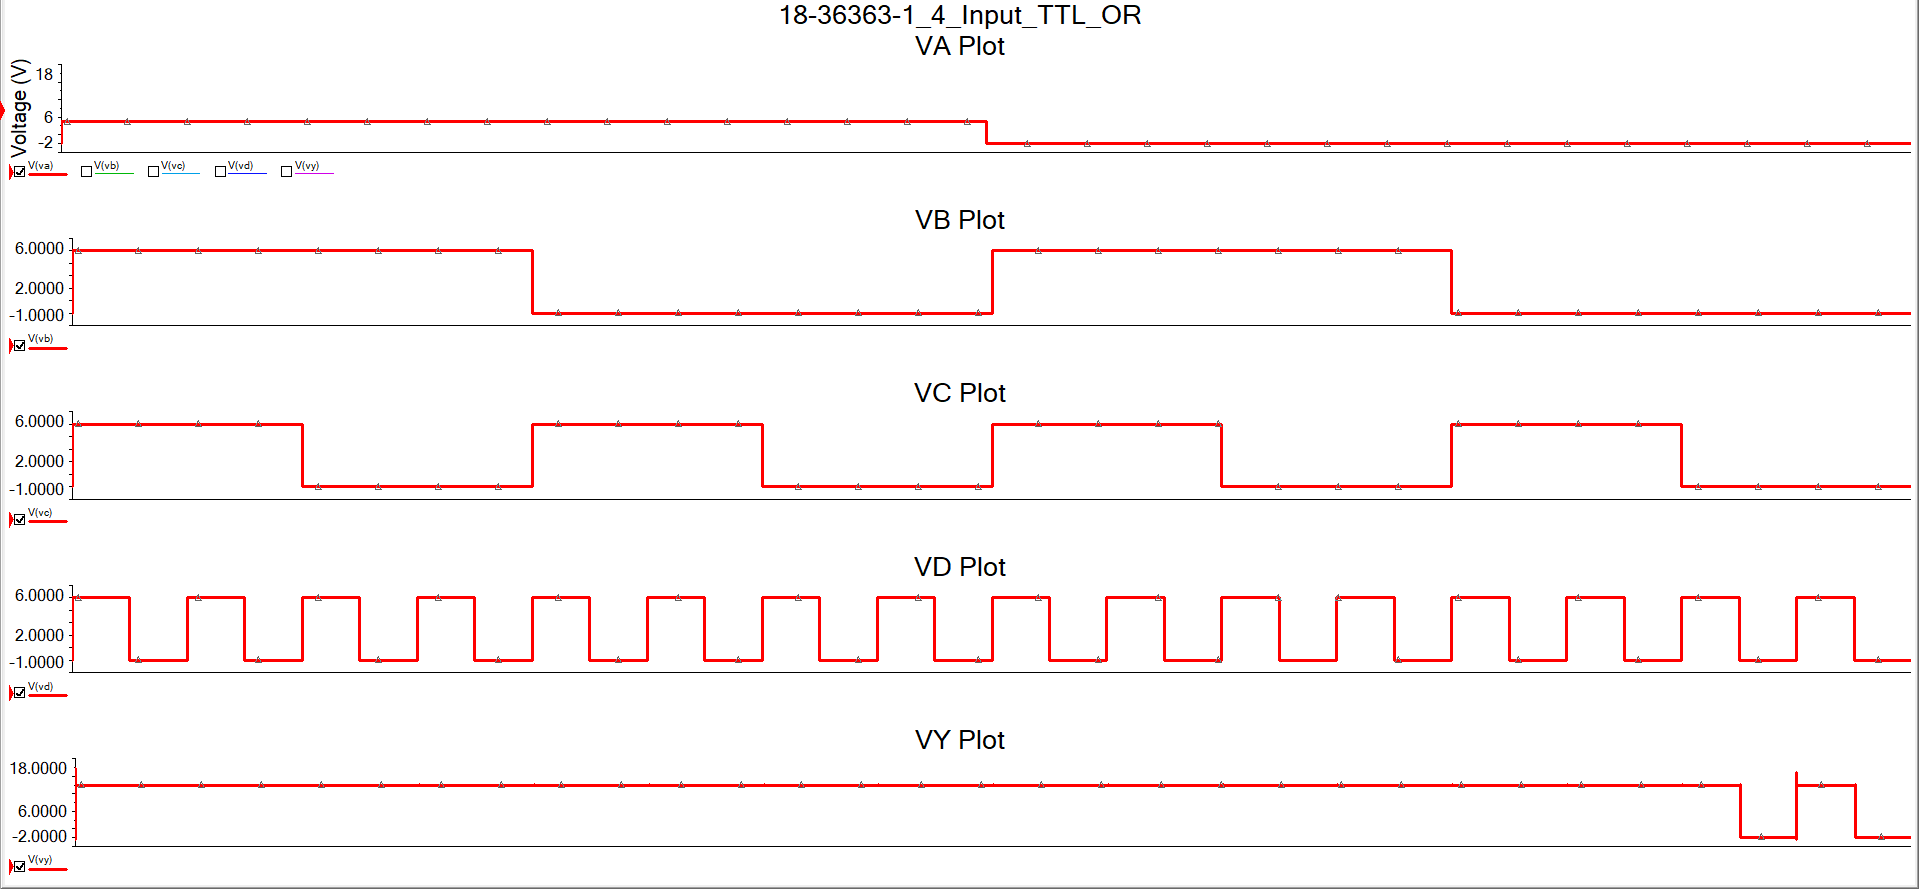 18-36363-1_4_Input_TTL_OR
VA Plot
Voltage (V)
18
6
-2
V(va) V(vb) V(vc) V(vd) V(vy)
VB Plot
6.0000
2.0000
-1.0000
V(vb)
VC Plot
6.0000
2.0000
-1.0000
V(vc)
VD Plot
6.0000
2.0000
-1.0000
V(vd)
VY Plot
18.0000
6.0000
-2.0000
V(vy)